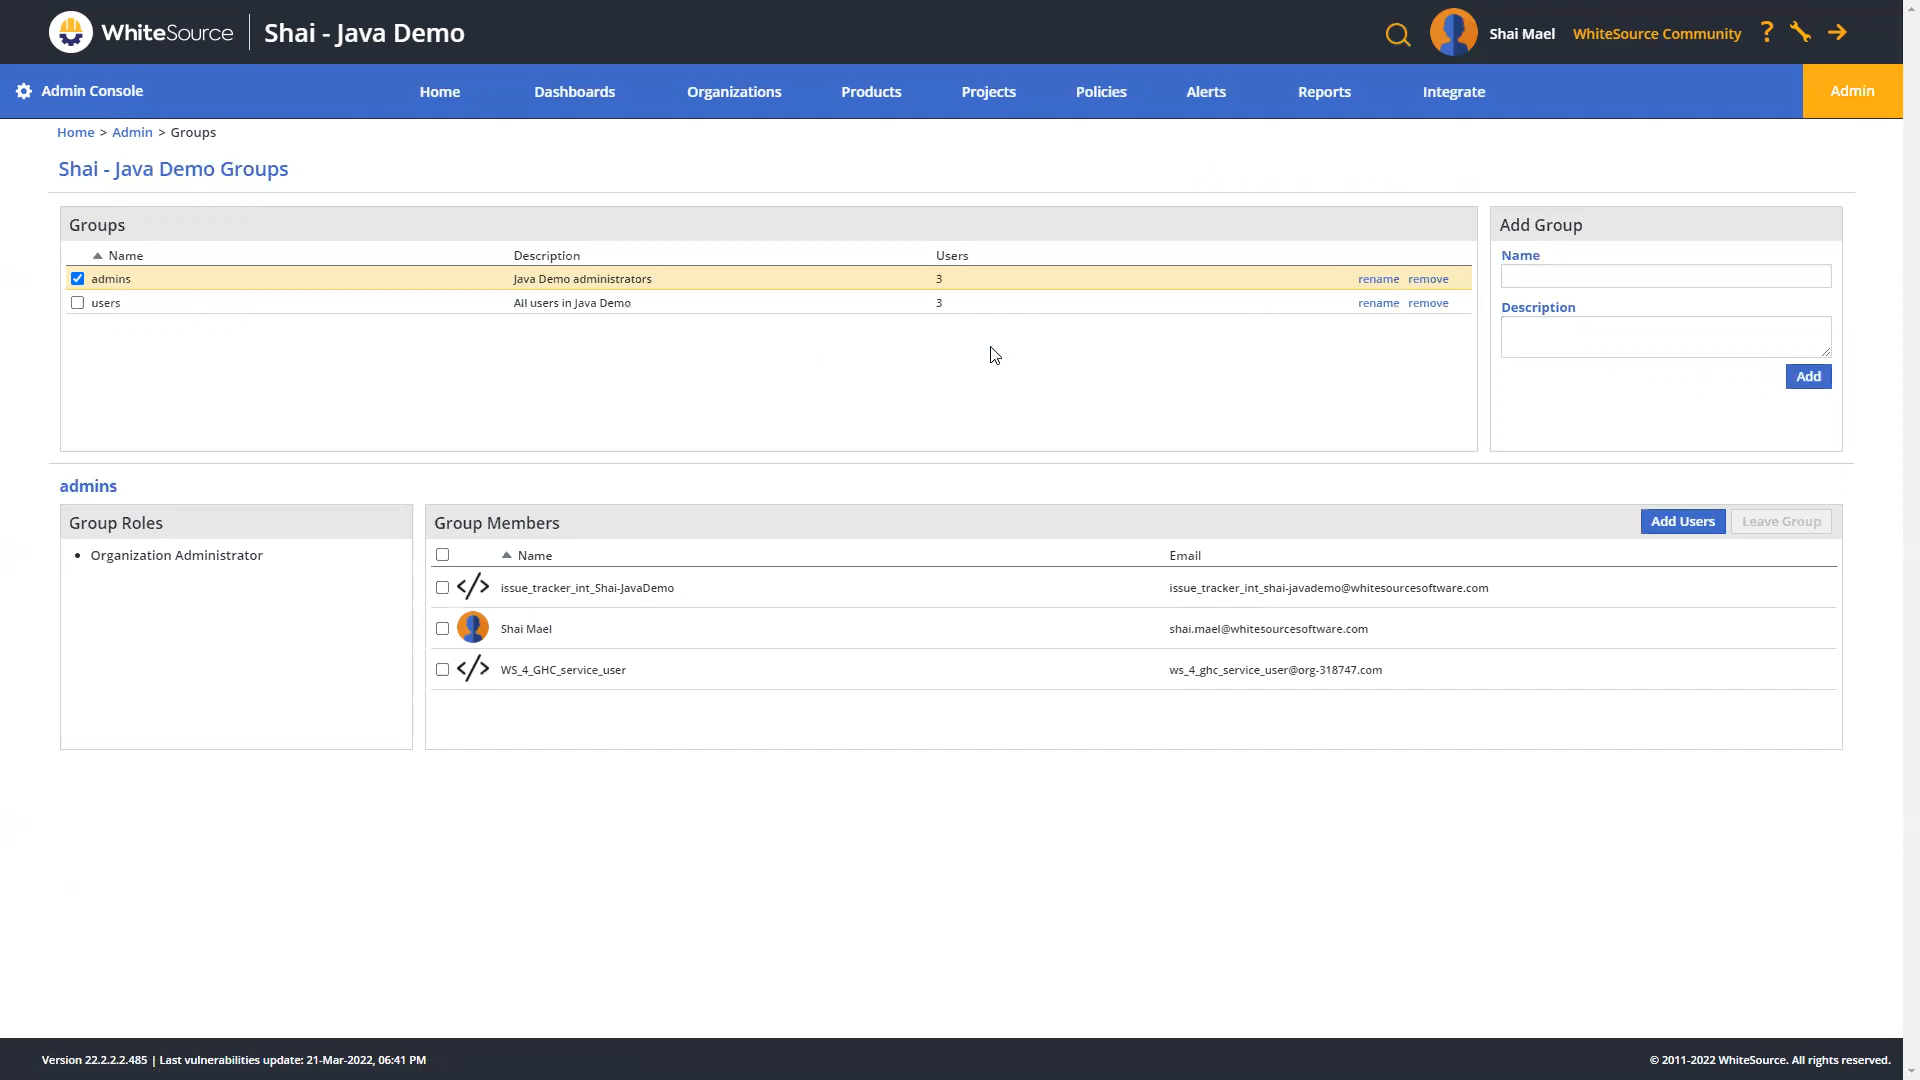 WhiteSource | Shai - Java Demo
Shai Mael WhiteSource Community ?
Admin Console Home Dashboards Organizations Products Projects Policies Alerts Reports Integrate Admin
Home > Admin > Groups
Shai - Java Demo Groups
Groups
Name Description Users
admins Java Demo administrators 3 rename remove
users All users in Java Demo 3 rename remove
Add Group
Name
Description
Add
admins
Group Roles
• Organization Administrator
Group Members Add Users Leave Group
Name Email
</> issue_tracker_int_Shai-JavaDemo issue_tracker_int_shai-javademo@whitesourcesoftware.com
Shai Mael shai.mael@whitesourcesoftware.com
</> WS_4_GHC_service_user ws_4_ghc_service_user@org-318747.com
Version 22.2.2.2.485 | Last vulnerabilities update: 21-Mar-2022, 06:41 PM
© 2011-2022 WhiteSource. All rights reserved.